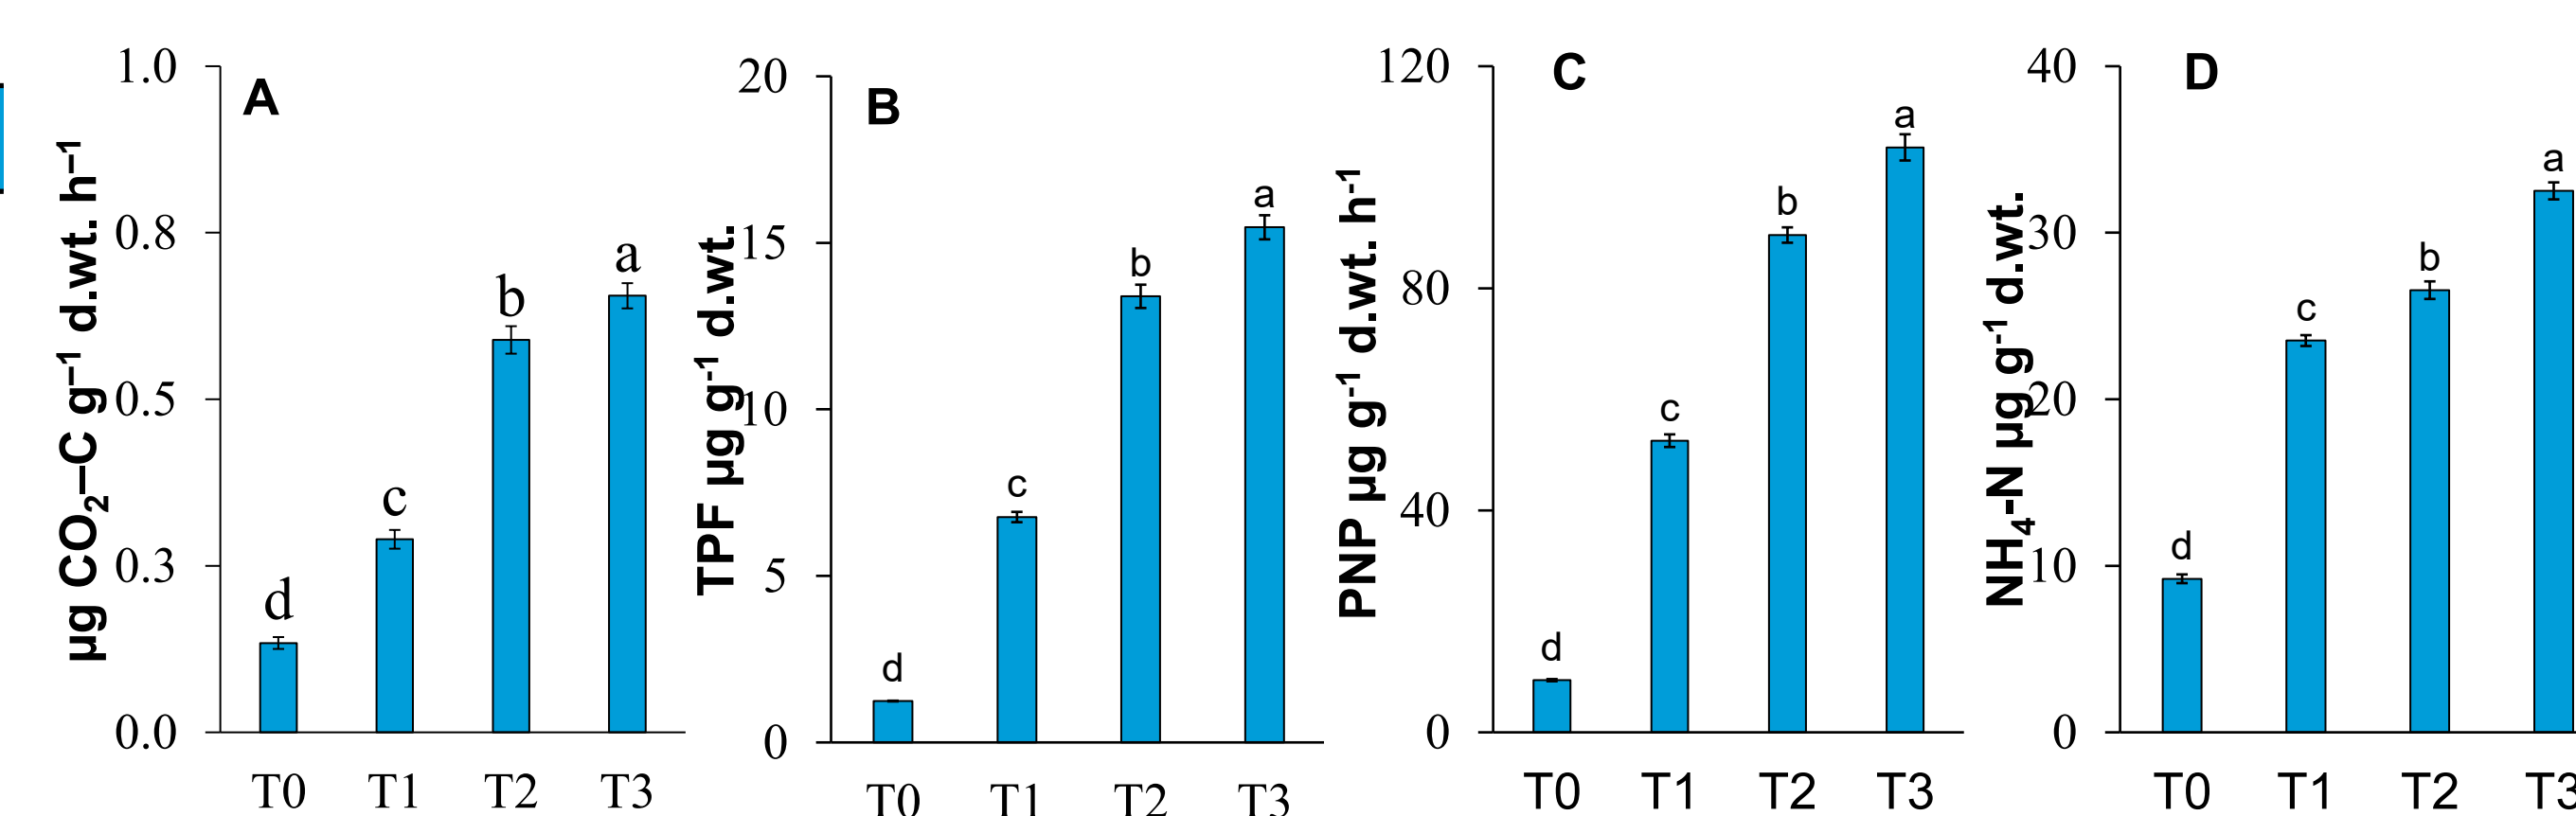 A
µg CO₂–C g⁻¹ d.wt. h⁻¹
1.0
0.8
0.5
0.3
0.0
d
c
b
a
T0 T1 T2 T3
B
TPF µg g⁻¹ d.wt.
20
15
10
5
0
d
c
b
a
T0 T1 T2 T3
C
PNP µg g⁻¹ d.wt. h⁻¹
120
80
40
0
d
c
b
a
T0 T1 T2 T3
D
NH₄-N µg g⁻¹ d.wt.
40
30
20
10
0
d
c
b
a
T0 T1 T2 T3